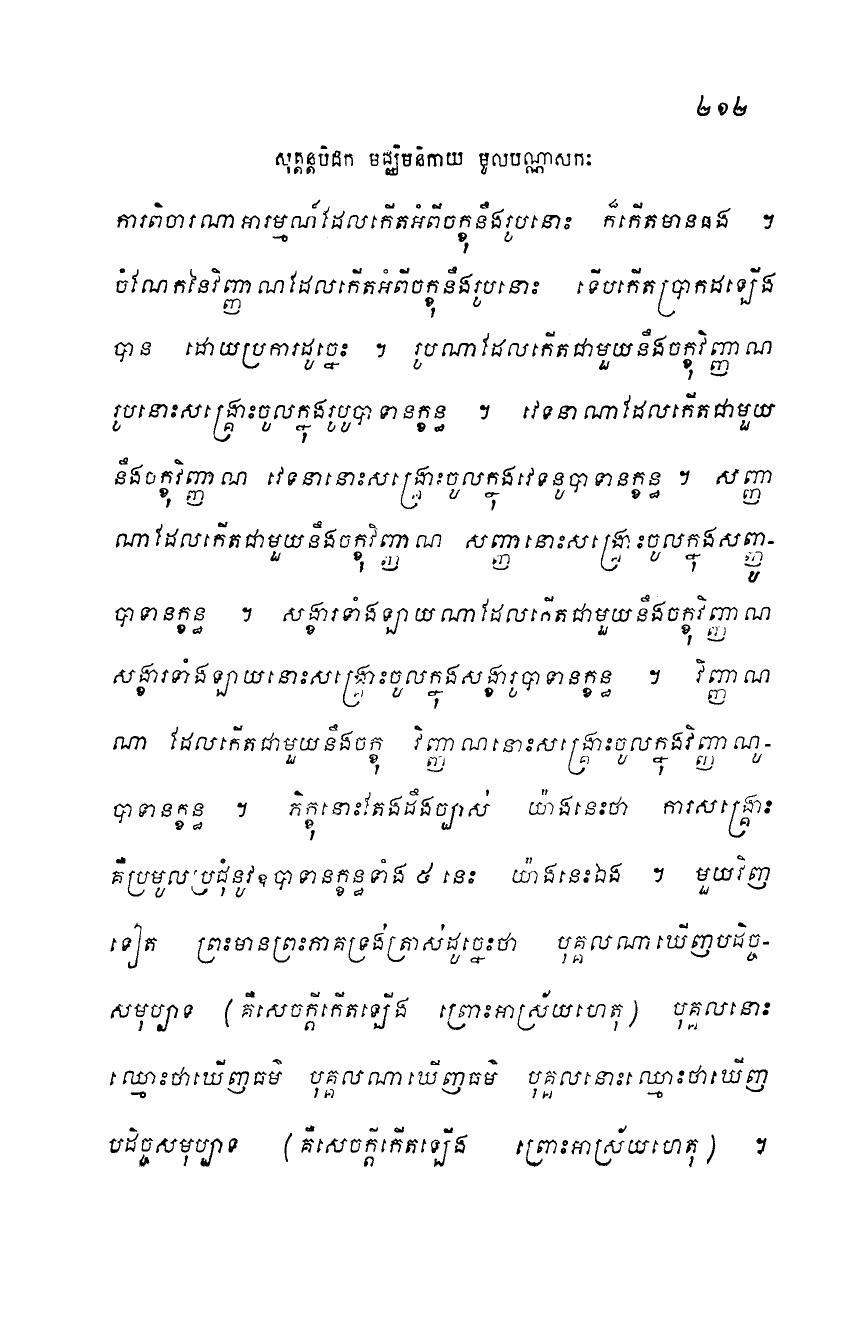 ២១២
សុត្តន្តបិដក មជ្ឈិមនិកាយ មូលបណ្ណាសកៈ
ការពិចារណាអារម្មណ៍ដែលកើតអំពីចក្ខុនឹងរូបនោះ ក៏កើតមានផង ។
ចំណែកនៃវិញ្ញាណដែលកើតអំពីចក្ខុនឹងរូបនោះ ទើបកើតប្រាកដឡើង
បាន ដោយប្រការដូច្នេះ ។ រូបណាដែលកើតជាមួយនឹងចក្ខុវិញ្ញាណ
រូបនោះសង្គ្រោះចូលក្នុងរូបូបាទានក្ខន្ធ ។ វេទនាណាដែលកើតជាមួយ
នឹងចក្ខុវិញ្ញាណ វេទនានោះសង្គ្រោះចូលក្នុងវេទនូបាទានក្ខន្ធ ។ សញ្ញា
ណាដែលកើតជាមួយនឹងចក្ខុវិញ្ញាណ សញ្ញានោះសង្គ្រោះចូលក្នុងសញ្ញូ-
បាទានក្ខន្ធ ។ សង្ខារទាំងឡាយណាដែលកើតជាមួយនឹងចក្ខុវិញ្ញាណ
សង្ខារទាំងឡាយនោះសង្គ្រោះចូលក្នុងសង្ខារូបាទានក្ខន្ធ ។ វិញ្ញាណ
ណា ដែលកើតជាមួយនឹងចក្ខុ វិញ្ញាណនោះសង្គ្រោះចូលក្នុងវិញ្ញាណូ-
បាទានក្ខន្ធ ។ ភិក្ខុនោះតែងដឹងច្បាស់ យ៉ាងនេះថា ការសង្គ្រោះ
គឺប្រមូលប្រជុំនូវឧបាទានក្ខន្ធទាំង ៥ នេះ យ៉ាងនេះឯង ។ មួយវិញ
ទៀត ព្រះមានព្រះភាគទ្រង់ត្រាស់ដូច្នេះថា បុគ្គលណាឃើញបដិច្ច-
សមុប្បាទ (គឺសេចក្តីកើតឡើង ព្រោះអាស្រ័យហេតុ) បុគ្គលនោះ
ឈ្មោះថាឃើញធម៌ បុគ្គលណាឃើញធម៌ បុគ្គលនោះឈ្មោះថាឃើញ
បដិច្ចសមុប្បាទ (គឺសេចក្តីកើតឡើង ព្រោះអាស្រ័យហេតុ) ។